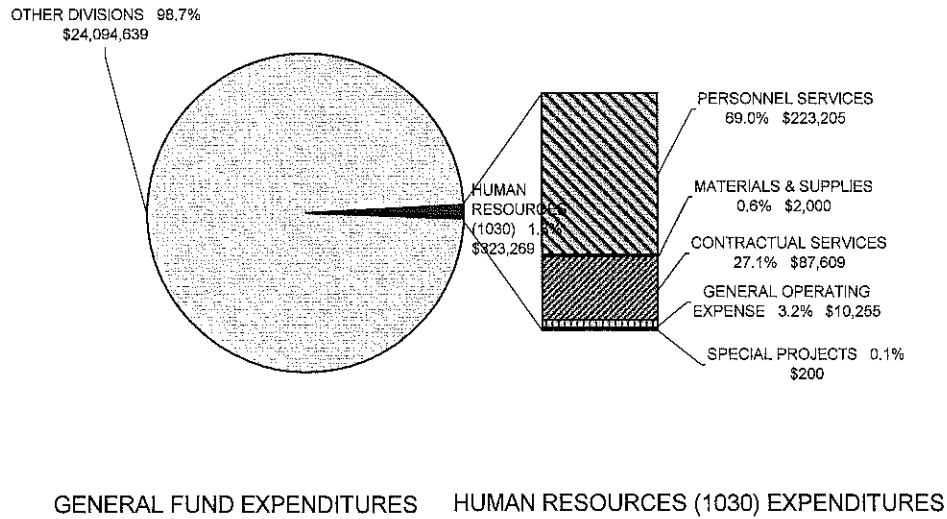 OTHER DIVISIONS 98.7%
$24,094,639
HUMAN
RESOURCES
(1030) 1.3%
$323,269
PERSONNEL SERVICES
69.0% $223,205
MATERIALS & SUPPLIES
0.6% $2,000
CONTRACTUAL SERVICES
27.1% $87,609
GENERAL OPERATING
EXPENSE 3.2% $10,255
SPECIAL PROJECTS 0.1%
$200
GENERAL FUND EXPENDITURES
HUMAN RESOURCES (1030) EXPENDITURES